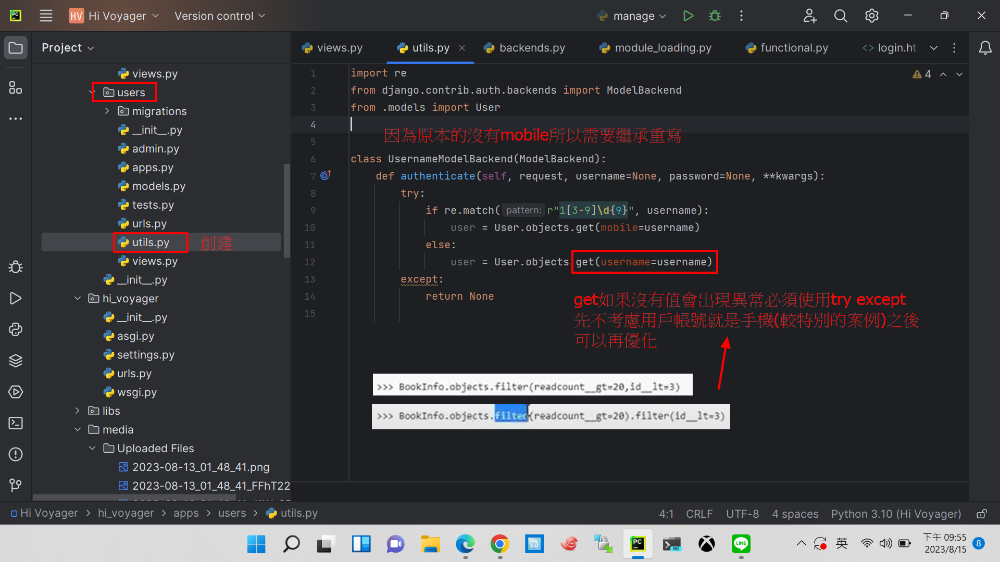 PC
HV Hi Voyager
Version control
manage
Project
views.py
utils.py
backends.py
module_loading.py
functional.py
<> login.ht
views.py
users
migrations
__init__.py
admin.py
apps.py
models.py
tests.py
urls.py
utils.py 創建
views.py
__init__.py
hi_voyager
__init__.py
asgi.py
settings.py
urls.py
wsgi.py
libs
media
Uploaded Files
2023-08-13_01_48_41.png
2023-08-13_01_48_41_FFhT22
4
1 import re
2 from django.contrib.auth.backends import ModelBackend
3 from .models import User
4
因為原本的沒有mobile所以需要繼承重寫
5
6 class UsernameModelBackend(ModelBackend):
7 def authenticate(self, request, username=None, password=None, **kwargs):
8 try:
9 if re.match( pattern: r"1[3-9]\d{9}", username):
10 user = User.objects.get(mobile=username)
11 else:
12 user = User.objects get(username=username)
13 except:
14 return None
15
get如果沒有值會出現異常必須使用try except
先不考慮用戶帳號就是手機(較特別的案例)之後
可以再優化
>>> BookInfo.objects.filter(readcount__gt=20,id__lt=3)
>>> BookInfo.objects.filter(readcount__gt=20).filter(id__lt=3)
Hi Voyager > hi_voyager > apps > users > utils.py
4:1 CRLF UTF-8 4 spaces Python 3.10 (Hi Voyager)
PC
PRE
LINE
英
下午 09:55
2023/8/15
8